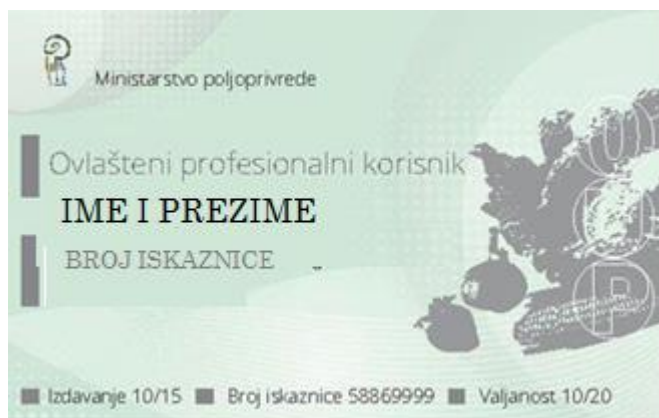 Ministarstvo poljoprivrede
Ovlašteni profesionalni korisnik
IME I PREZIME
BROJ ISKAZNICE
Izdavanje 10/15 Broj iskaznice 58869999 Valjanost 10/20